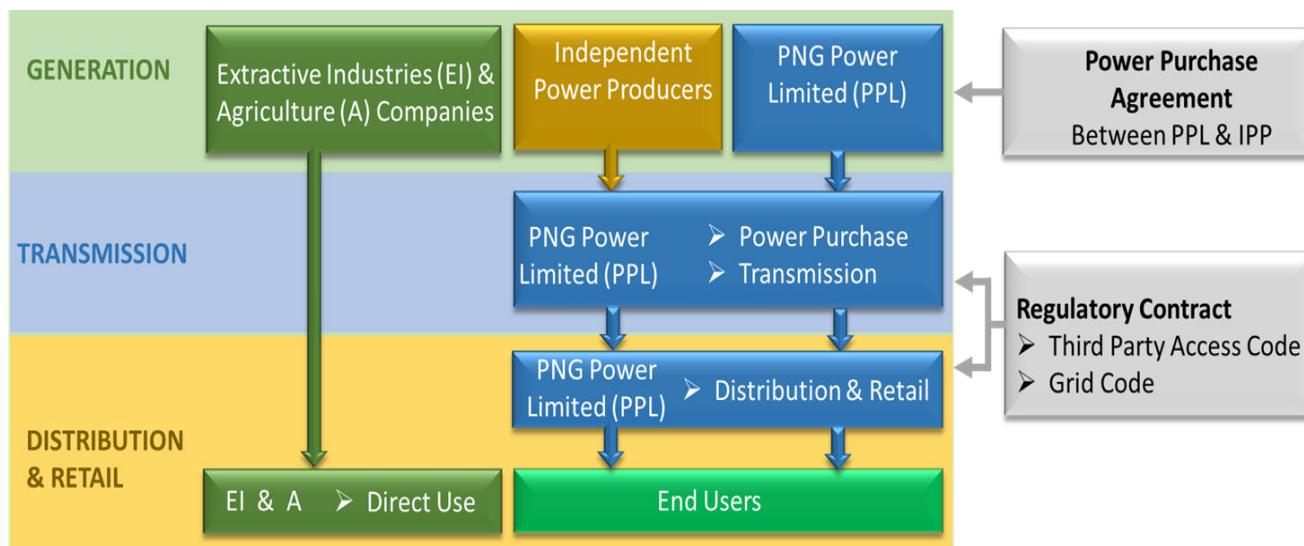 GENERATION
Extractive Industries (EI) &
Agriculture (A) Companies
Independent
Power Producers
PNG Power
Limited (PPL)
Power Purchase
Agreement
Between PPL & IPP
TRANSMISSION
PNG Power
Limited (PPL)
➢ Power Purchase
➢ Transmission
Regulatory Contract
➢ Third Party Access Code
➢ Grid Code
DISTRIBUTION
& RETAIL
PNG Power
Limited (PPL)
➢ Distribution & Retail
EI & A ➢ Direct Use
End Users